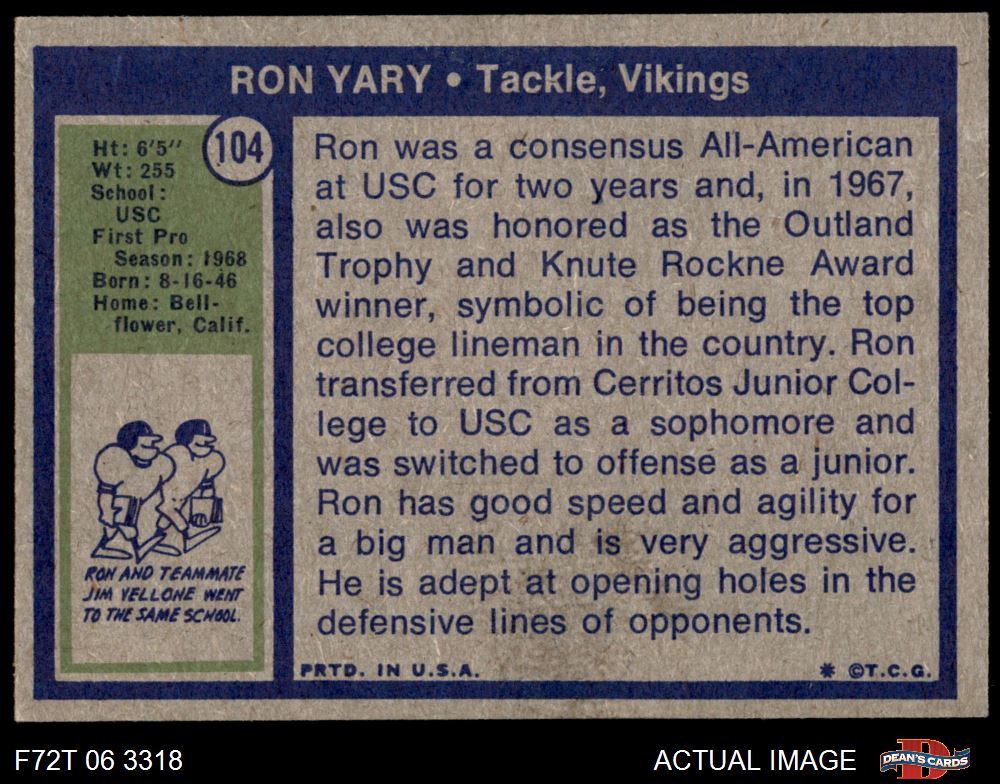 RON YARY • Tackle, Vikings
104
Ht: 6'5"
Wt: 255
School:
USC
First Pro
Season: 1968
Born: 8-16-46
Home: Bell-
flower, Calif.
RON AND TEAMMATE
JIM VELLONE WENT
TO THE SAME SCHOOL.
Ron was a consensus All-American
at USC for two years and, in 1967,
also was honored as the Outland
Trophy and Knute Rockne Award
winner, symbolic of being the top
college lineman in the country. Ron
transferred from Cerritos Junior Col-
lege to USC as a sophomore and
was switched to offense as a junior.
Ron has good speed and agility for
a big man and is very aggressive.
He is adept at opening holes in the
defensive lines of opponents.
PRTD. IN U.S.A.
* ©T.C.G.
F72T 06 3318
ACTUAL IMAGE
DEAN'S CARDS